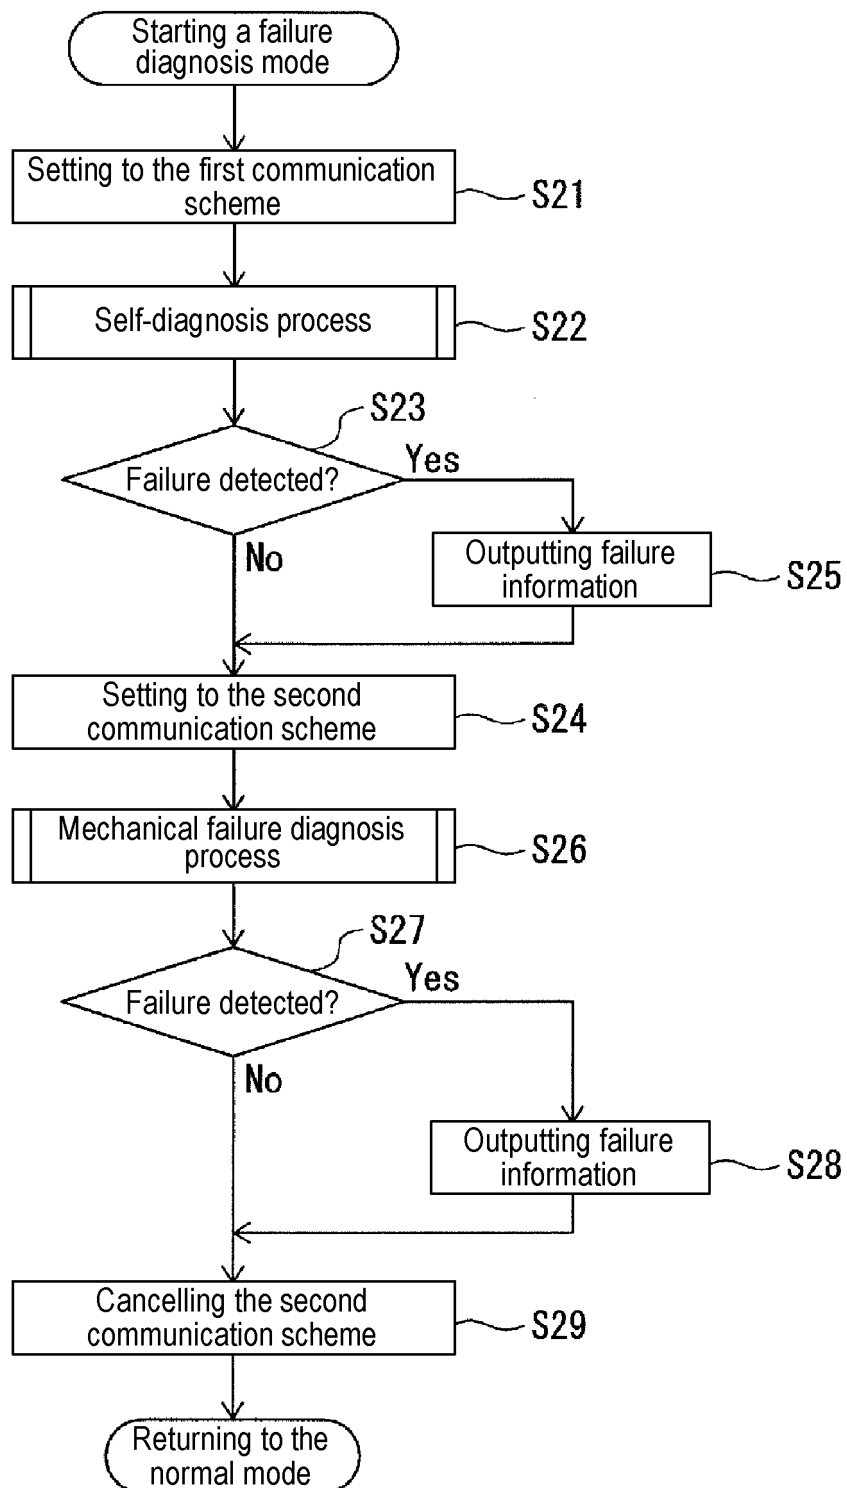 Starting a failure
diagnosis mode
Setting to the first communication
scheme
S21
Self-diagnosis process
S22
S23
Failure detected?
Yes
No
Outputting failure
information
S25
Setting to the second
communication scheme
S24
Mechanical failure diagnosis
process
S26
S27
Failure detected?
Yes
No
Outputting failure
information
S28
Cancelling the second
communication scheme
S29
Returning to the
normal mode